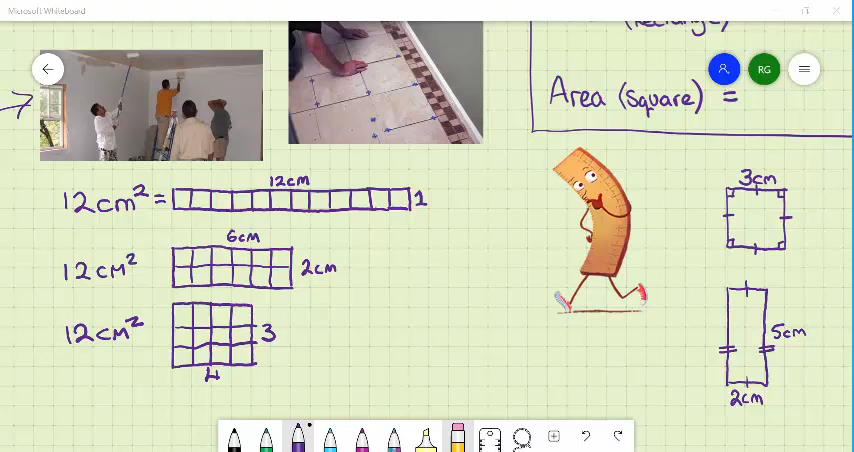 Microsoft Whiteboard
(rectangle)
Area (square) =
RG
12cm² =
12cm
1
12cm²
6cm
2cm
12cm²
3
4
3cm
5cm
2cm